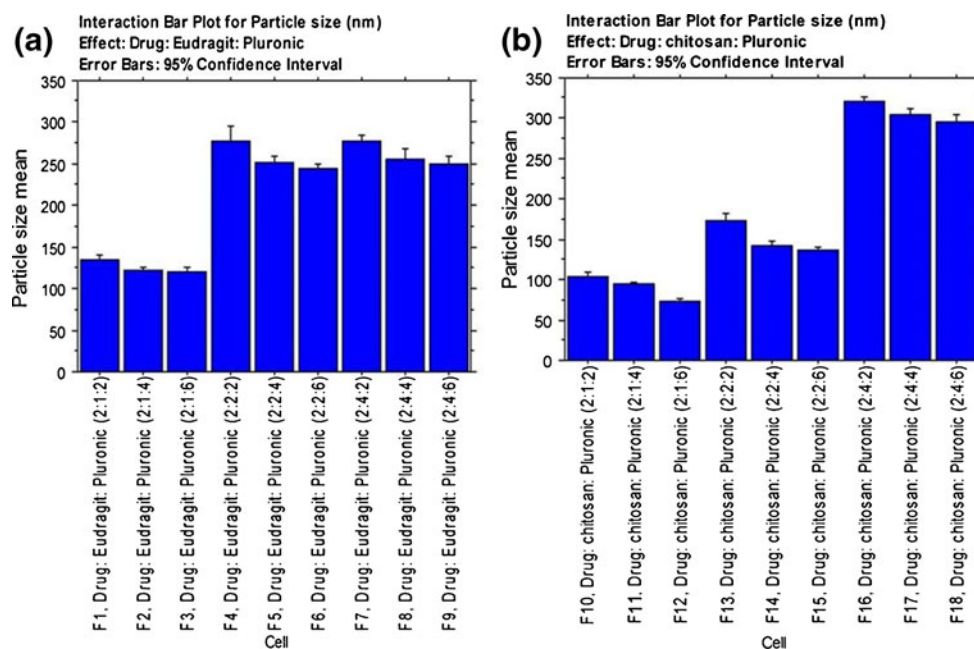 (a)
Interaction Bar Plot for Particle size (nm)
Effect: Drug: Eudragit: Pluronic
Error Bars: 95% Confidence Interval
350
300
250
200
150
100
50
0
Particle size mean
F1, Drug: Eudragit: Pluronic (2:1:2)
F2, Drug: Eudragit: Pluronic (2:1:4)
F3, Drug: Eudragit: Pluronic (2:1:6)
F4, Drug: Eudragit: Pluronic (2:2:2)
F5, Drug: Eudragit: Pluronic (2:2:4)
F6, Drug: Eudragit: Pluronic (2:2:6)
F7, Drug: Eudragit: Pluronic (2:4:2)
F8, Drug: Eudragit: Pluronic (2:4:4)
F9, Drug: Eudragit: Pluronic (2:4:6)
Cell
(b)
Interaction Bar Plot for Particle size (nm)
Effect: Drug: chitosan: Pluronic
Error Bars: 95% Confidence Interval
350
300
250
200
150
100
50
0
Particle size mean
F10, Drug: chitosan: Pluronic (2:1:2)
F11. Drug: chitosan: Pluronic (2:1:4)
F12, Drug: chitosan: Pluronic (2:1:6)
F13. Drug: chitosan: Pluronic (2:2:2)
F14, Drug: chitosan: Pluronic (2:2:4)
F15. Drug: chitosan: Pluronic (2:2:6)
F16, Drug: chitosan: Pluronic (2:4:2)
F17, Drug: chitosan: Pluronic (2:4:4)
F18, Drug: chitosan: Pluronic (2:4:6)
Cell